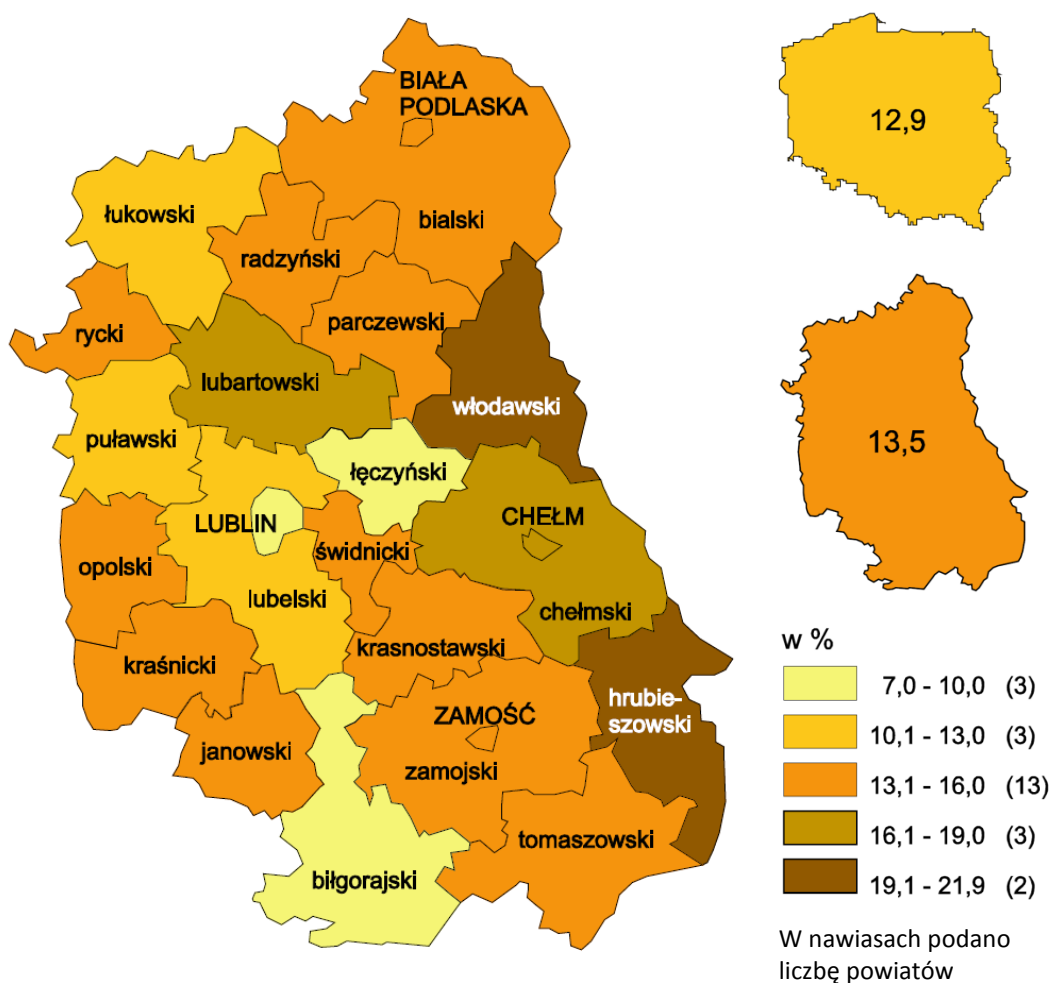 BIAŁA
PODLASKA
12,9
łukowski
bialski
radzyński
rycki
parczewski
lubartowski
włodawski
puławski
łęczyński
13,5
LUBLIN
CHEŁM
świdnicki
opolski
lubelski
chełmski
krasnostawski
kraśnicki
hrubie-
szowski
ZAMOŚĆ
janowski
zamojski
tomaszowski
biłgorajski
w %
7,0 - 10,0 (3)
10,1 - 13,0 (3)
13,1 - 16,0 (13)
16,1 - 19,0 (3)
19,1 - 21,9 (2)
W nawiasach podano
liczbę powiatów